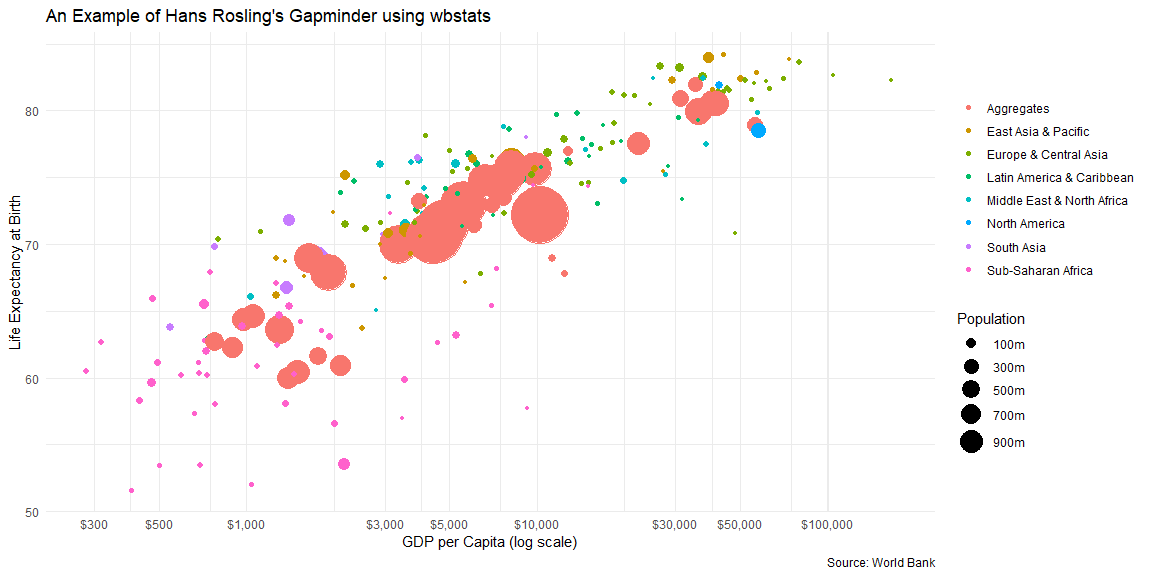 An Example of Hans Rosling's Gapminder using wbstats
Life Expectancy at Birth
80
70
60
50
$300 $500 $1,000 $3,000 $5,000 $10,000 $30,000 $50,000 $100,000
GDP per Capita (log scale)
Aggregates
East Asia & Pacific
Europe & Central Asia
Latin America & Caribbean
Middle East & North Africa
North America
South Asia
Sub-Saharan Africa
Population
100m
300m
500m
700m
900m
Source: World Bank